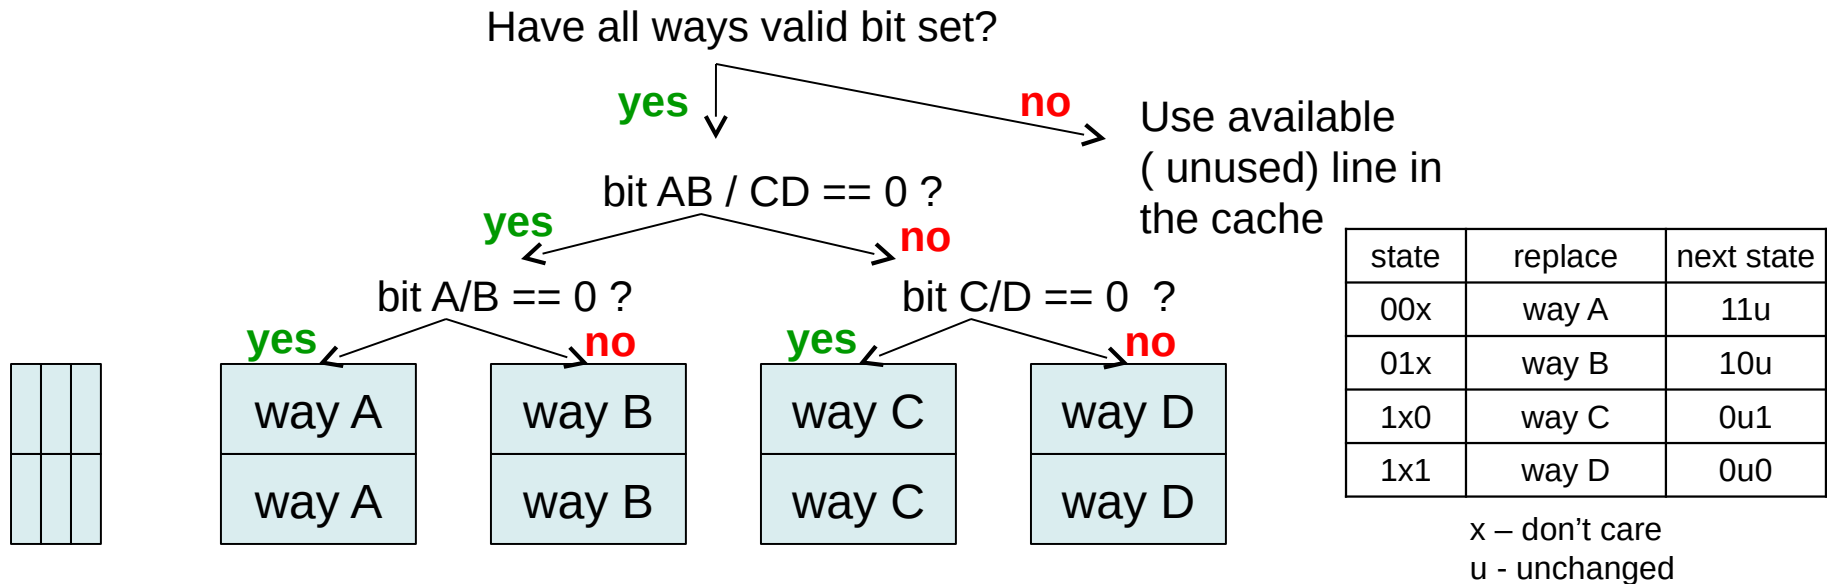 Have all ways valid bit set?
yes
no
Use available
( unused) line in
the cache
bit AB / CD == 0 ?
yes
no
bit A/B == 0 ?
bit C/D == 0 ?
yes
no
yes
no
way A
way B
way C
way D
way A
way B
way C
way D
state replace next state
00x way A 11u
01x way B 10u
1x0 way C 0u1
1x1 way D 0u0
x – don’t care
u - unchanged